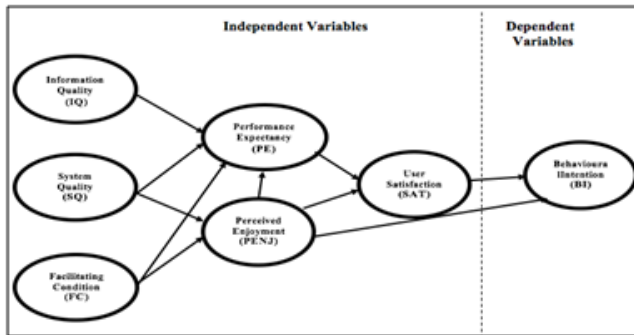 Independent Variables
Dependent
Variables
Information
Quality
(IQ)
Performance
Expectancy
(PE)
System
Quality
(SQ)
User
Satisfaction
(SAT)
Behavioura
lIntention
(BI)
Perceived
Enjoyment
(PENJ)
Facilitating
Condition
(FC)